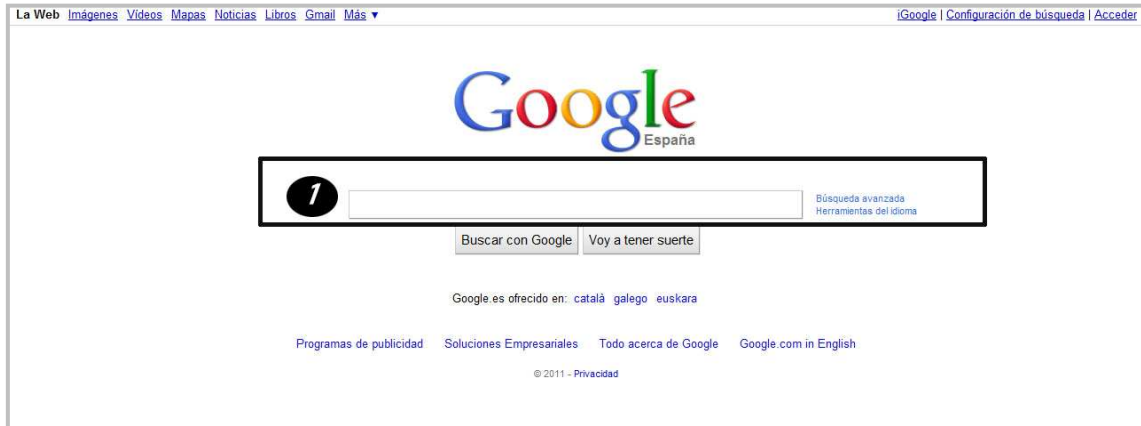 La Web Imágenes Vídeos Mapas Noticias Libros Gmail Más ▼ iGoogle | Configuración de búsqueda | Acceder
Google
España
1
Búsqueda avanzada
Herramientas del idioma
Buscar con Google Voy a tener suerte
Google.es ofrecido en: català galego euskara
Programas de publicidad Soluciones Empresariales Todo acerca de Google Google.com in English
© 2011 - Privacidad